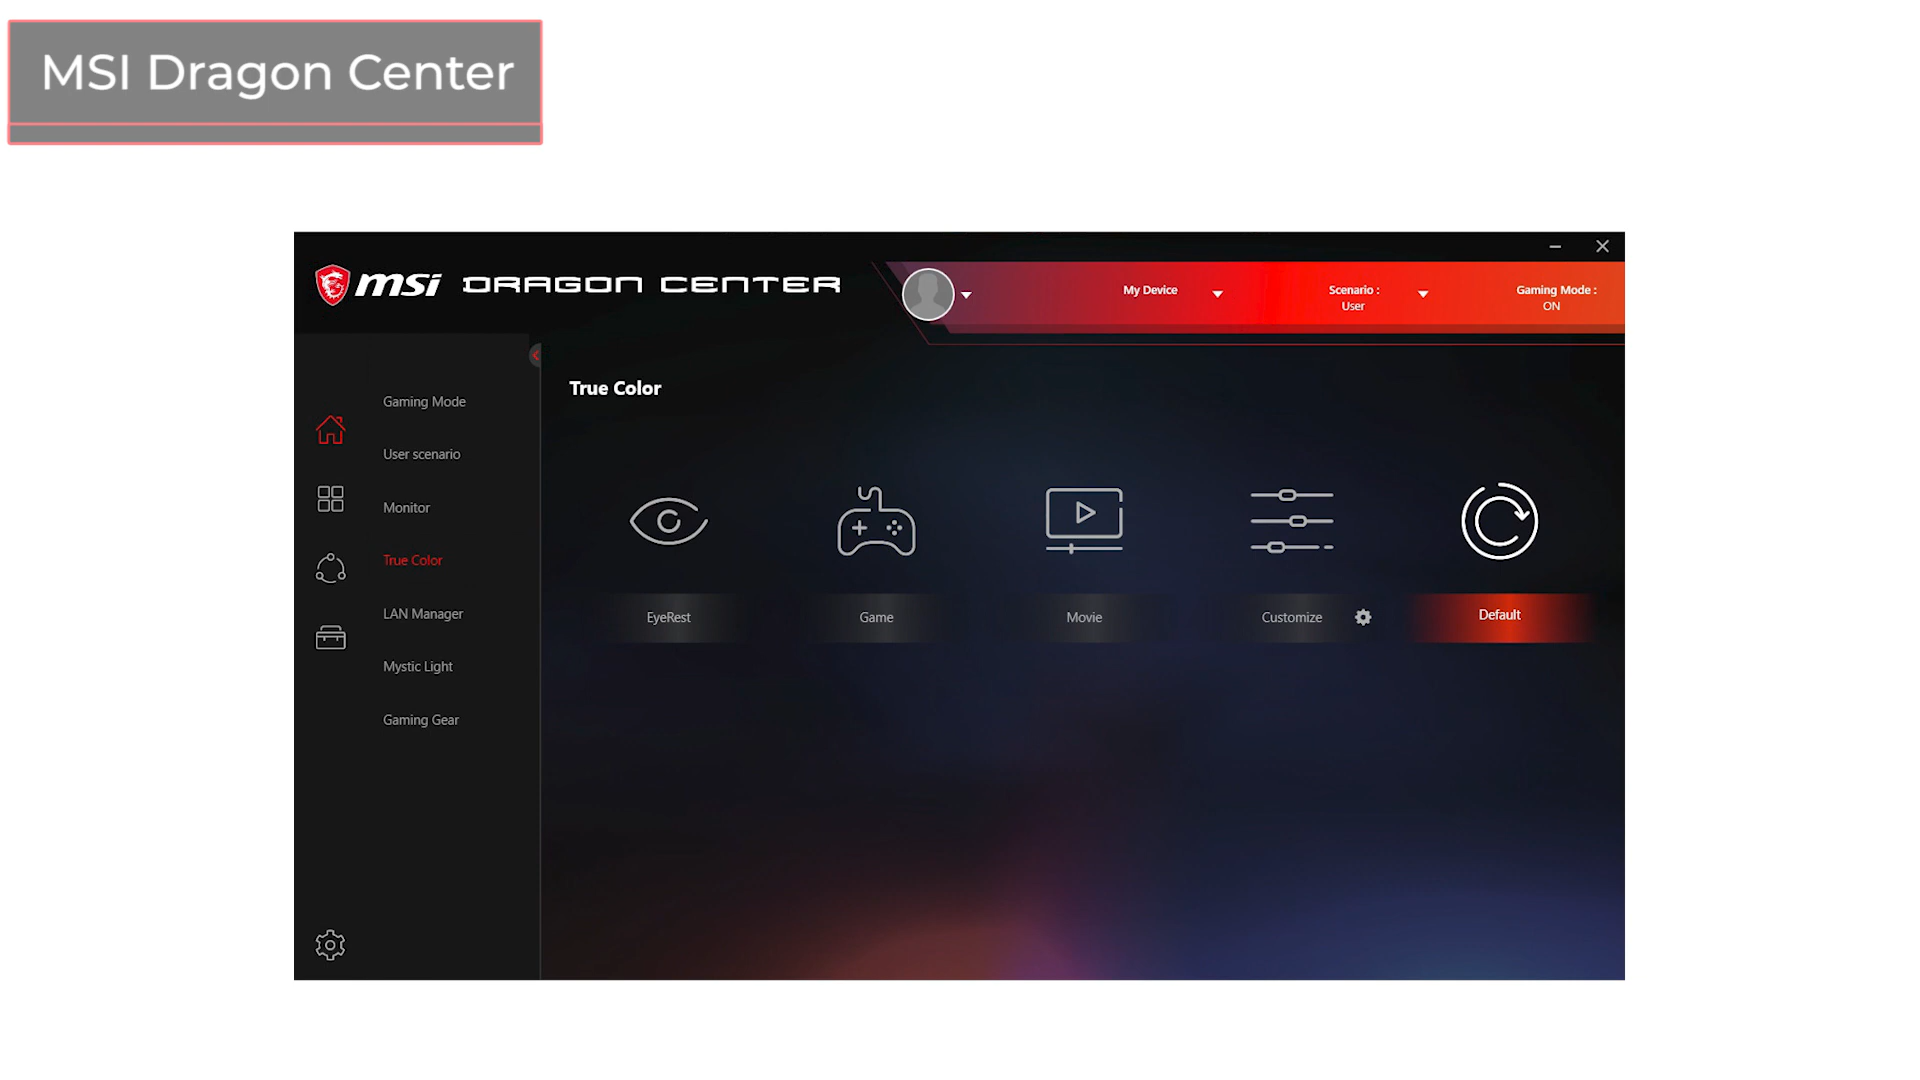 MSI Dragon Center
msi DRAGON CENTER
My Device
Scenario :
User
Gaming Mode :
ON
True Color
Gaming Mode
User scenario
Monitor
True Color
LAN Manager
Mystic Light
Gaming Gear
EyeRest
Game
Movie
Customize
Default